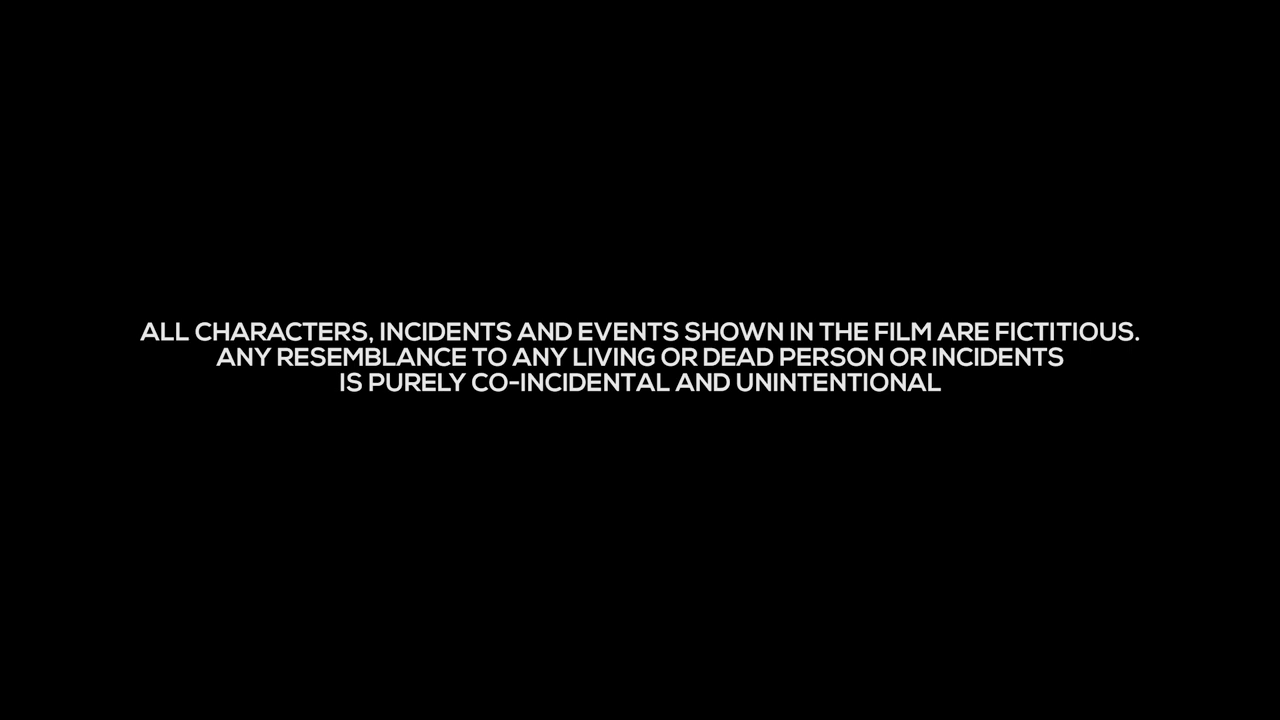 ALL CHARACTERS, INCIDENTS AND EVENTS SHOWN IN THE FILM ARE FICTITIOUS.
ANY RESEMBLANCE TO ANY LIVING OR DEAD PERSON OR INCIDENTS
IS PURELY CO-INCIDENTAL AND UNINTENTIONAL